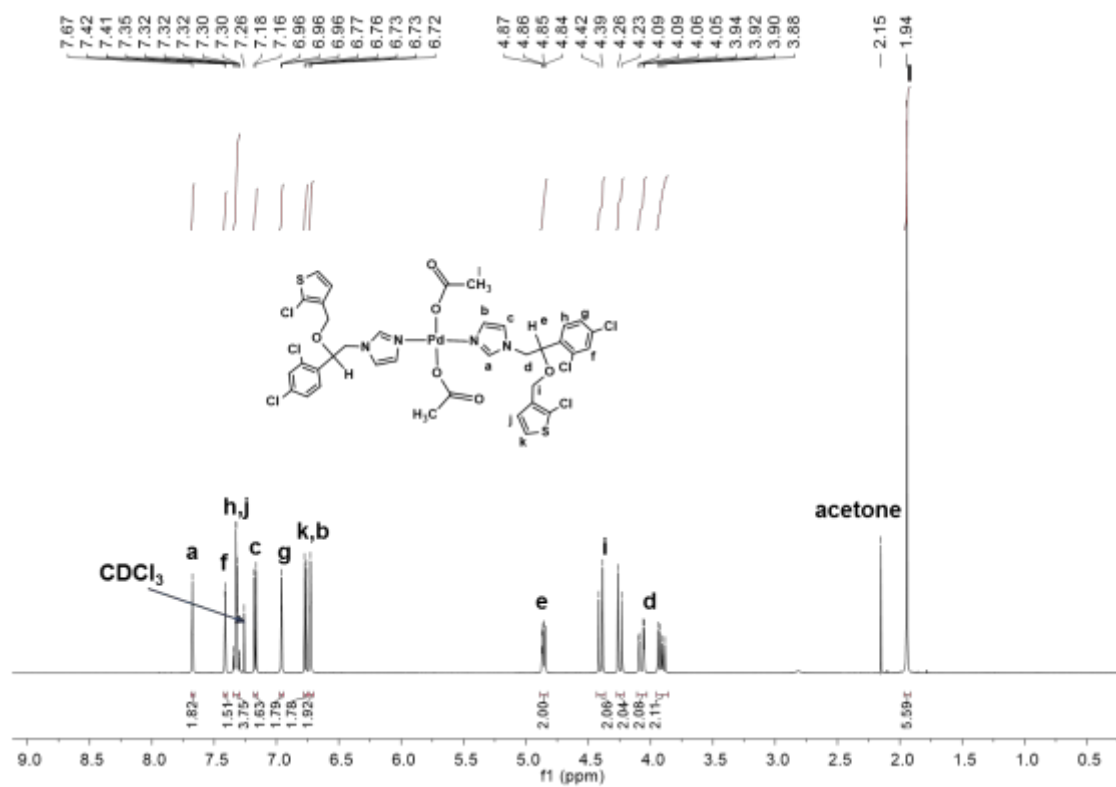 7.67 7.42 7.41 7.35 7.32 7.32 7.32 7.30 7.30 7.26 7.18 7.16 6.96 6.96 6.96 6.77 6.76 6.73 6.73 6.72 4.87 4.86 4.85 4.84 4.42 4.39 4.26 4.23 4.09 4.09 4.06 4.05 3.94 3.92 3.90 3.88 2.15 1.94
O l
CH3
S
Cl
O
b c H e h g Cl
O
N N Pd N N
Cl a d Cl f
H O O i
Cl
H3C O
Cl
j
k S
acetone
h,j
k,b
a f c g i
CDCl3
e d
1.82 1.51 3.75 1.63 1.79 1.78 1.92 2.00 2.06 2.04 2.08 2.11 5.59
9.0 8.5 8.0 7.5 7.0 6.5 6.0 5.5 5.0 4.5 4.0 3.5 3.0 2.5 2.0 1.5 1.0 0.5
f1 (ppm)